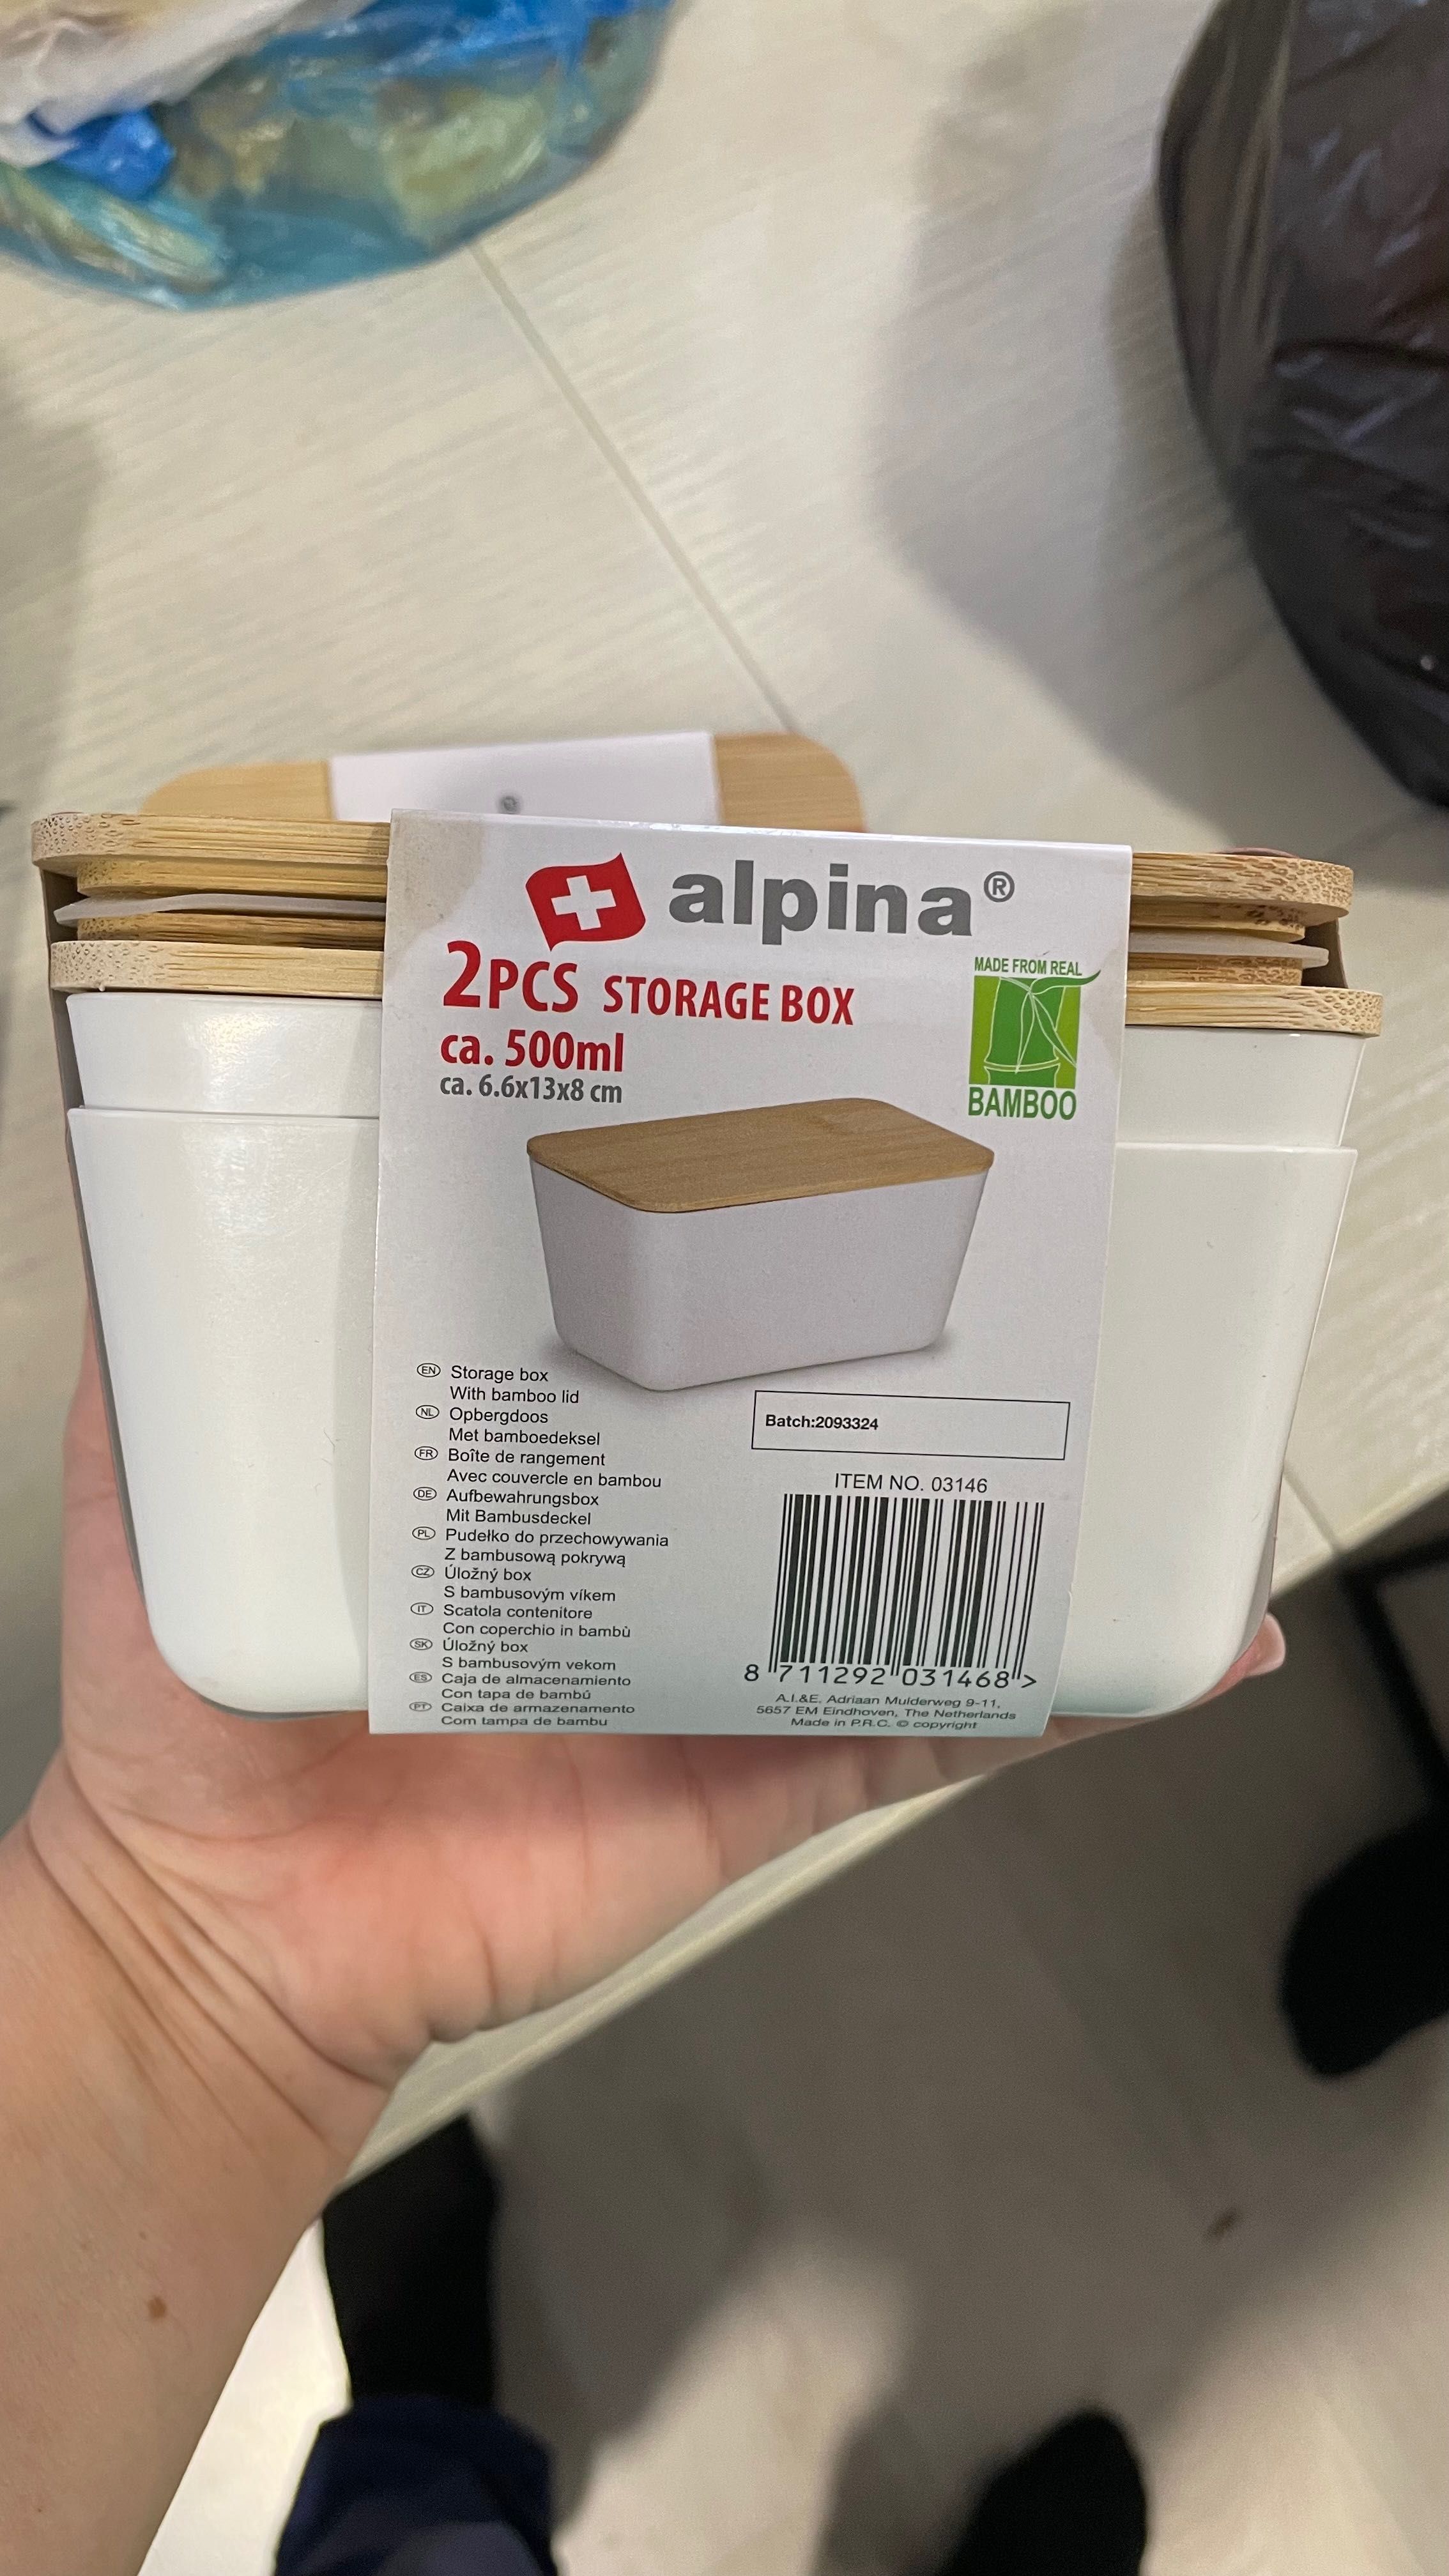 alpina®
2PCS STORAGE BOX
ca. 500ml
ca. 6.6x13x8 cm
MADE FROM REAL
BAMBOO
EN Storage box
With bamboo lid
NL Opbergdoos
Met bamboedeksel
FR Boîte de rangement
Avec couvercle en bambou
DE Aufbewahrungsbox
Mit Bambusdeckel
PL Pudełko do przechowywania
Z bambusową pokrywą
CZ Úložný box
S bambusovým víkem
IT Scatola contenitore
Con coperchio in bambù
SK Úložný box
S bambusovým vekom
ES Caja de almacenamiento
Con tapa de bambú
PT Caixa de armazenamento
Com tampa de bambu
Batch:2093324
ITEM NO. 03146
8 711292 031468 >
A.I.&E. Adriaan Mulderweg 9-11,
5657 EM Eindhoven, The Netherlands
Made in P.R.C. © copyright